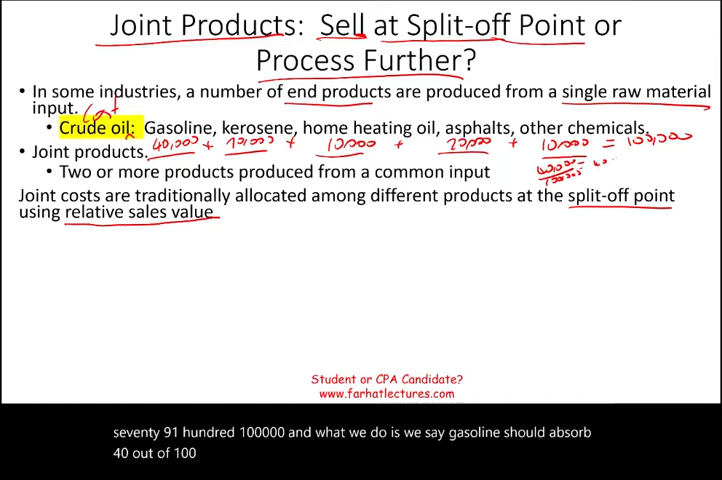 Joint Products: Sell at Split-off Point or
Process Further?
• In some industries, a number of end products are produced from a single raw material
input. Cost
• Crude oil: Gasoline, kerosene, home heating oil, asphalts, other chemicals.
• Joint products. 40,000 + + 10,000 + 20,000 + 10,000 = 100,000
• Two or more products produced from a common input
Joint costs are traditionally allocated among different products at the split-off point
using relative sales value
Student or CPA Candidate?
www.farhatlectures.com
seventy 91 hundred 100000 and what we do is we say gasoline should absorb
40 out of 100